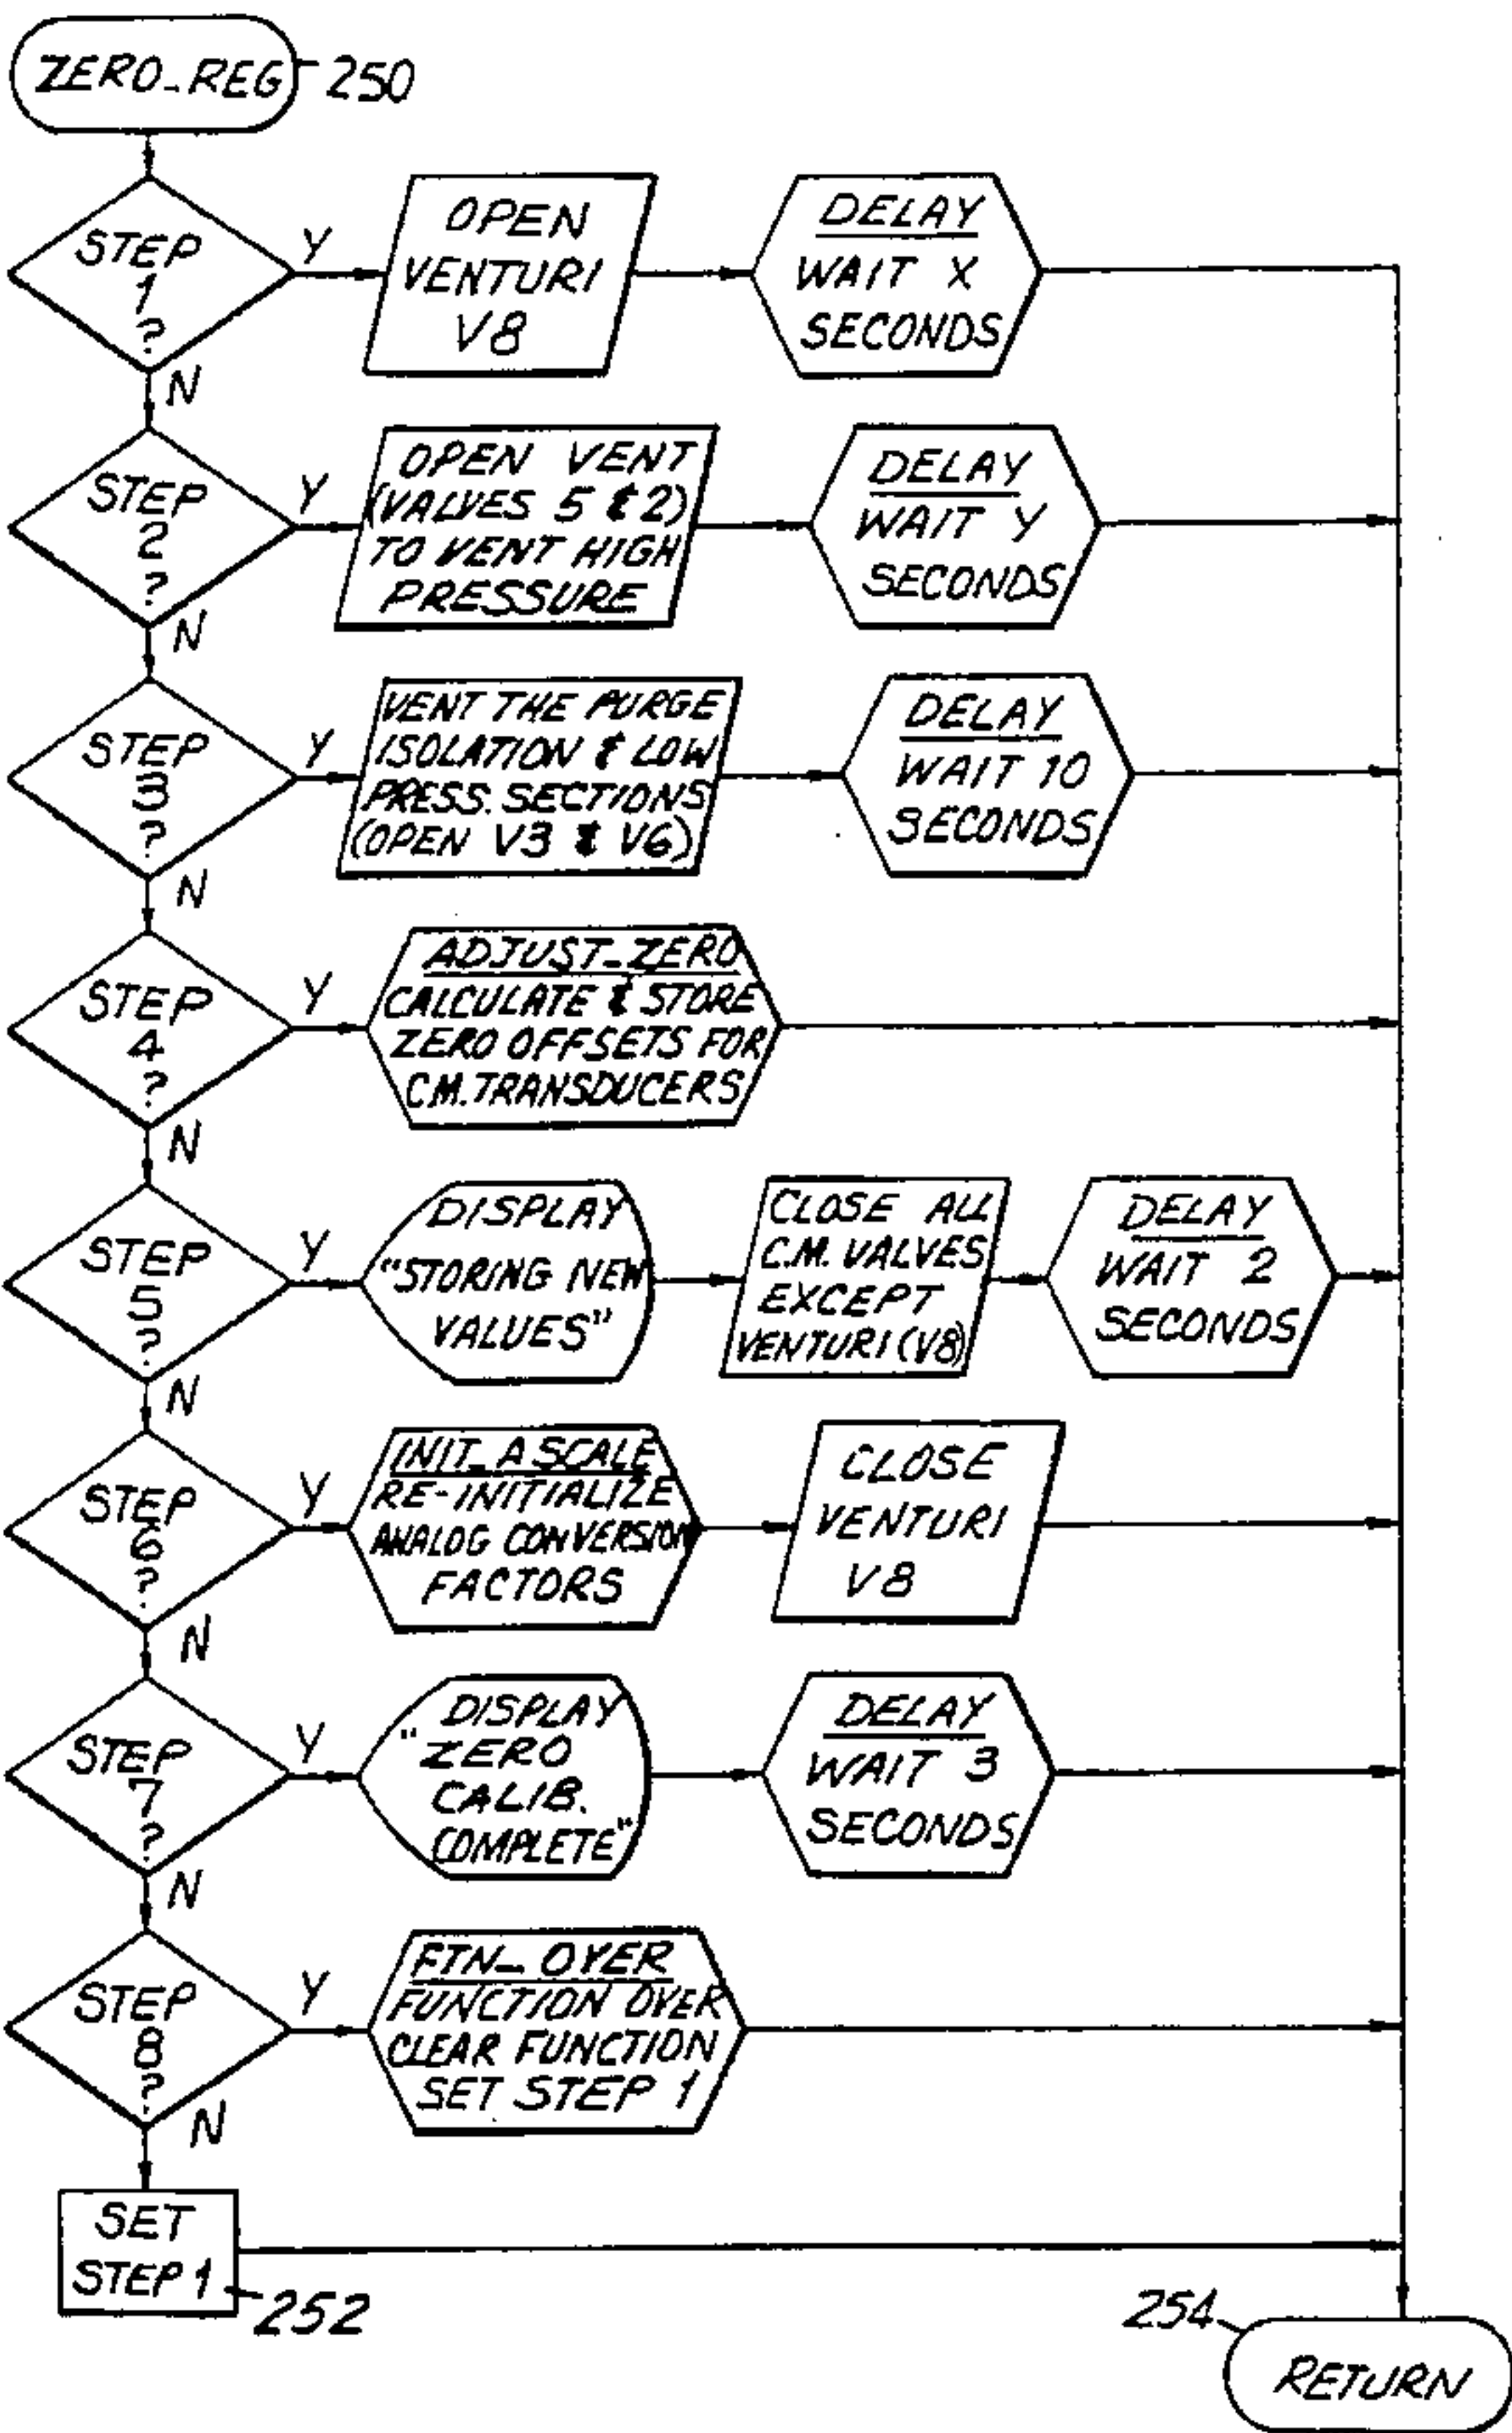 ZERO_REG 250
STEP
1
?
Y
N
OPEN
VENTURI
V8
DELAY
WAIT X
SECONDS
STEP
2
?
Y
N
OPEN VENT
(VALVES 5 & 2)
TO VENT HIGH
PRESSURE
DELAY
WAIT Y
SECONDS
STEP
3
?
Y
N
VENT THE PURGE
ISOLATION & LOW
PRESS. SECTIONS
(OPEN V3 & V6)
DELAY
WAIT 10
SECONDS
STEP
4
?
Y
N
ADJUST_ZERO
CALCULATE & STORE
ZERO OFFSETS FOR
C.M. TRANSDUCERS
STEP
5
?
Y
N
DISPLAY
"STORING NEW
VALUES"
CLOSE ALL
C.M. VALVES
EXCEPT
VENTURI (V8)
DELAY
WAIT 2
SECONDS
STEP
6
?
Y
N
INIT_ASCALE
RE-INITIALIZE
ANALOG CONVERSION
FACTORS
CLOSE
VENTURI
V8
STEP
7
?
Y
N
DISPLAY
"ZERO
CALIB.
COMPLETE"
DELAY
WAIT 3
SECONDS
STEP
8
?
Y
N
FTN_OVER
FUNCTION OVER
CLEAR FUNCTION
SET STEP 1
SET
STEP 1
252
254
RETURN